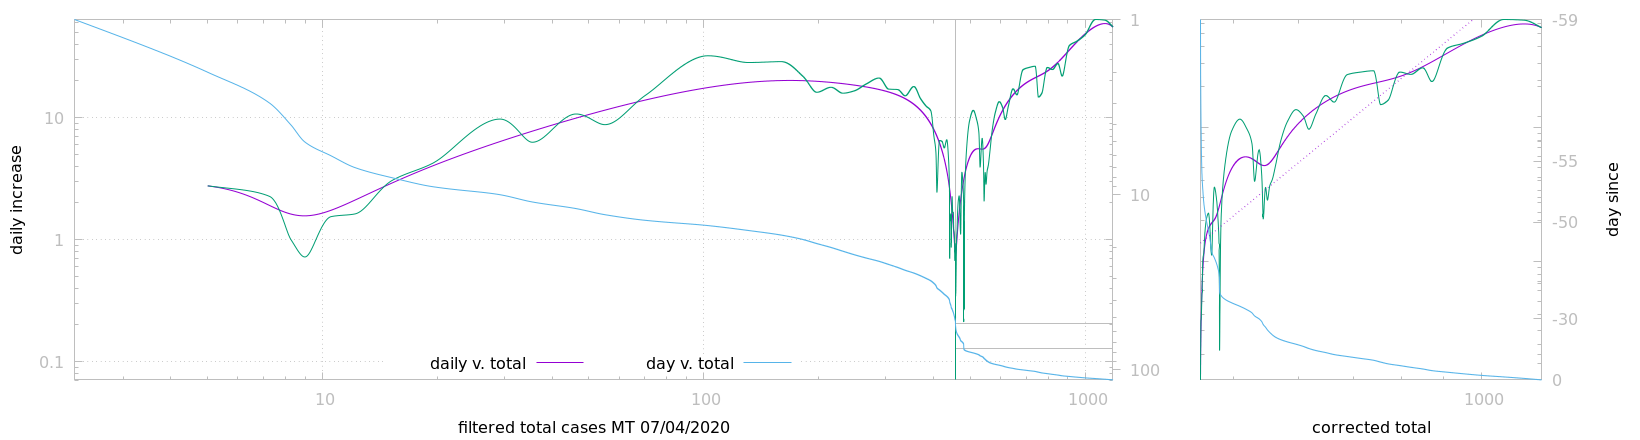 daily increase
10
1
0.1
daily v. total
day v. total
10
100
1000
filtered total cases MT 07/04/2020
1
10
100
1000
corrected total
-59
-55
-50
-30
0
day since